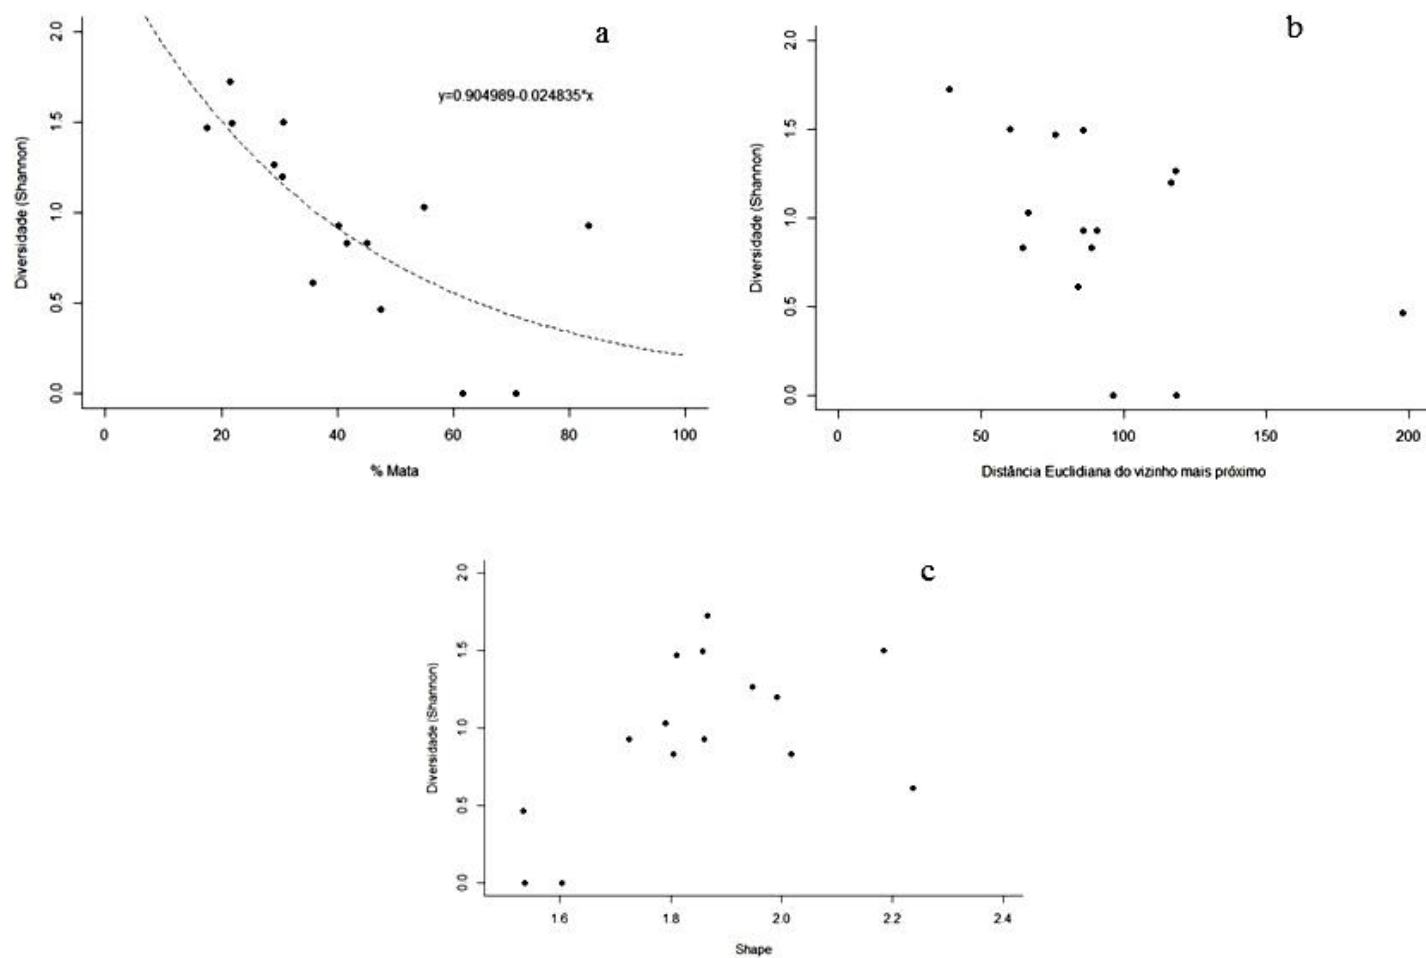 a
y=0.904989-0.024835*x
Diversidade (Shannon)
2.0
1.5
1.0
0.5
0.0
0 20 40 60 80 100
% Mata
b
Diversidade (Shannon)
2.0
1.5
1.0
0.5
0.0
0 50 100 150 200
Distância Euclidiana do vizinho mais próximo
c
Diversidade (Shannon)
2.0
1.5
1.0
0.5
0.0
1.6 1.8 2.0 2.2 2.4
Shape